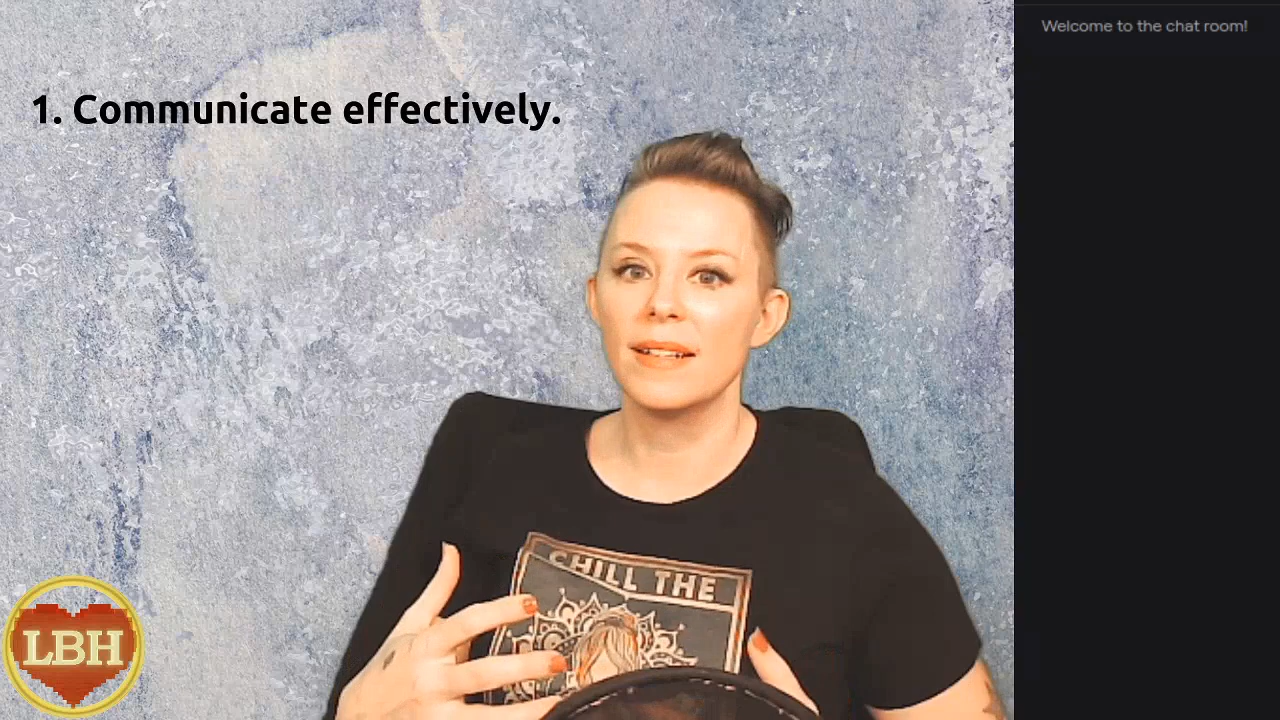 Welcome to the chat room!
1. Communicate effectively.
CHILL THE
LBH